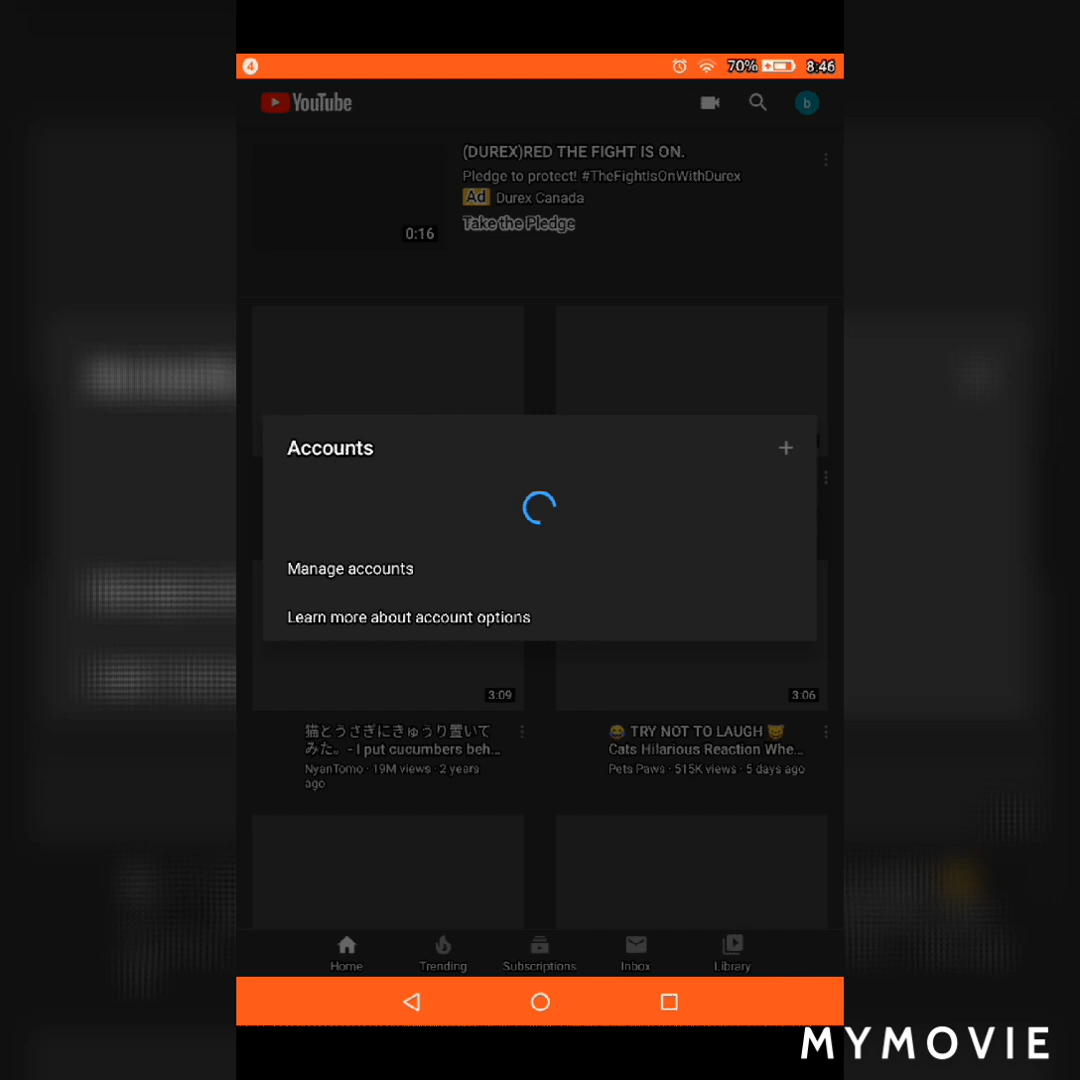 4
70%
8:46
YouTube
b
(DUREX)RED THE FIGHT IS ON.
Pledge to protect! #TheFightIsOnWithDurex
Ad Durex Canada
Take the Pledge
0:16
Accounts
+
Manage accounts
Learn more about account options
3:09
3:06
猫とうさぎにきゅうり置いて
みた。- I put cucumbers beh...
NyanTomo · 19M views · 2 years
ago
😂 TRY NOT TO LAUGH 😺
Cats Hilarious Reaction Whe...
Pets Paws · 515K views · 5 days ago
Home
Trending
Subscriptions
Inbox
Library
MYMOVIE